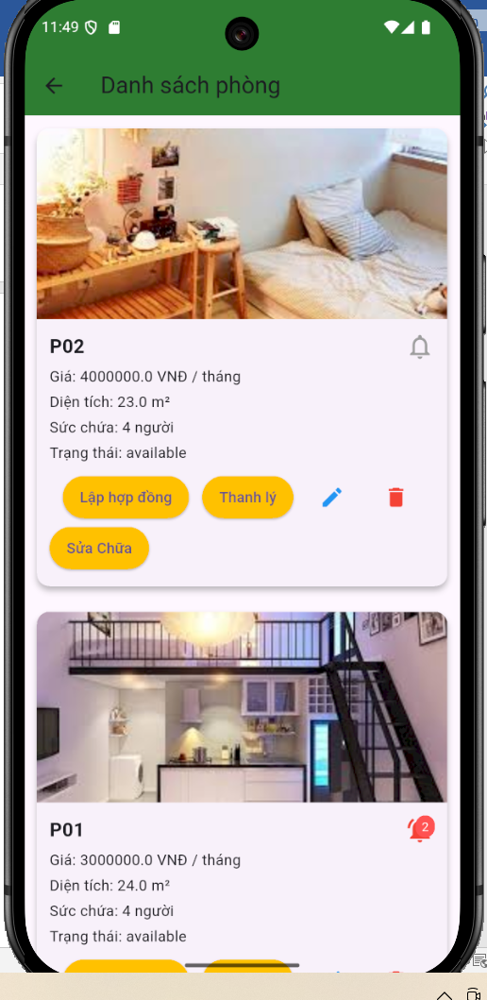 11:49
Danh sách phòng
P02
Giá: 4000000.0 VNĐ / tháng
Diện tích: 23.0 m²
Sức chứa: 4 người
Trạng thái: available
Lập hợp đồng Thanh lý
Sửa Chữa
P01
2
Giá: 3000000.0 VNĐ / tháng
Diện tích: 24.0 m²
Sức chứa: 4 người
Trạng thái: available